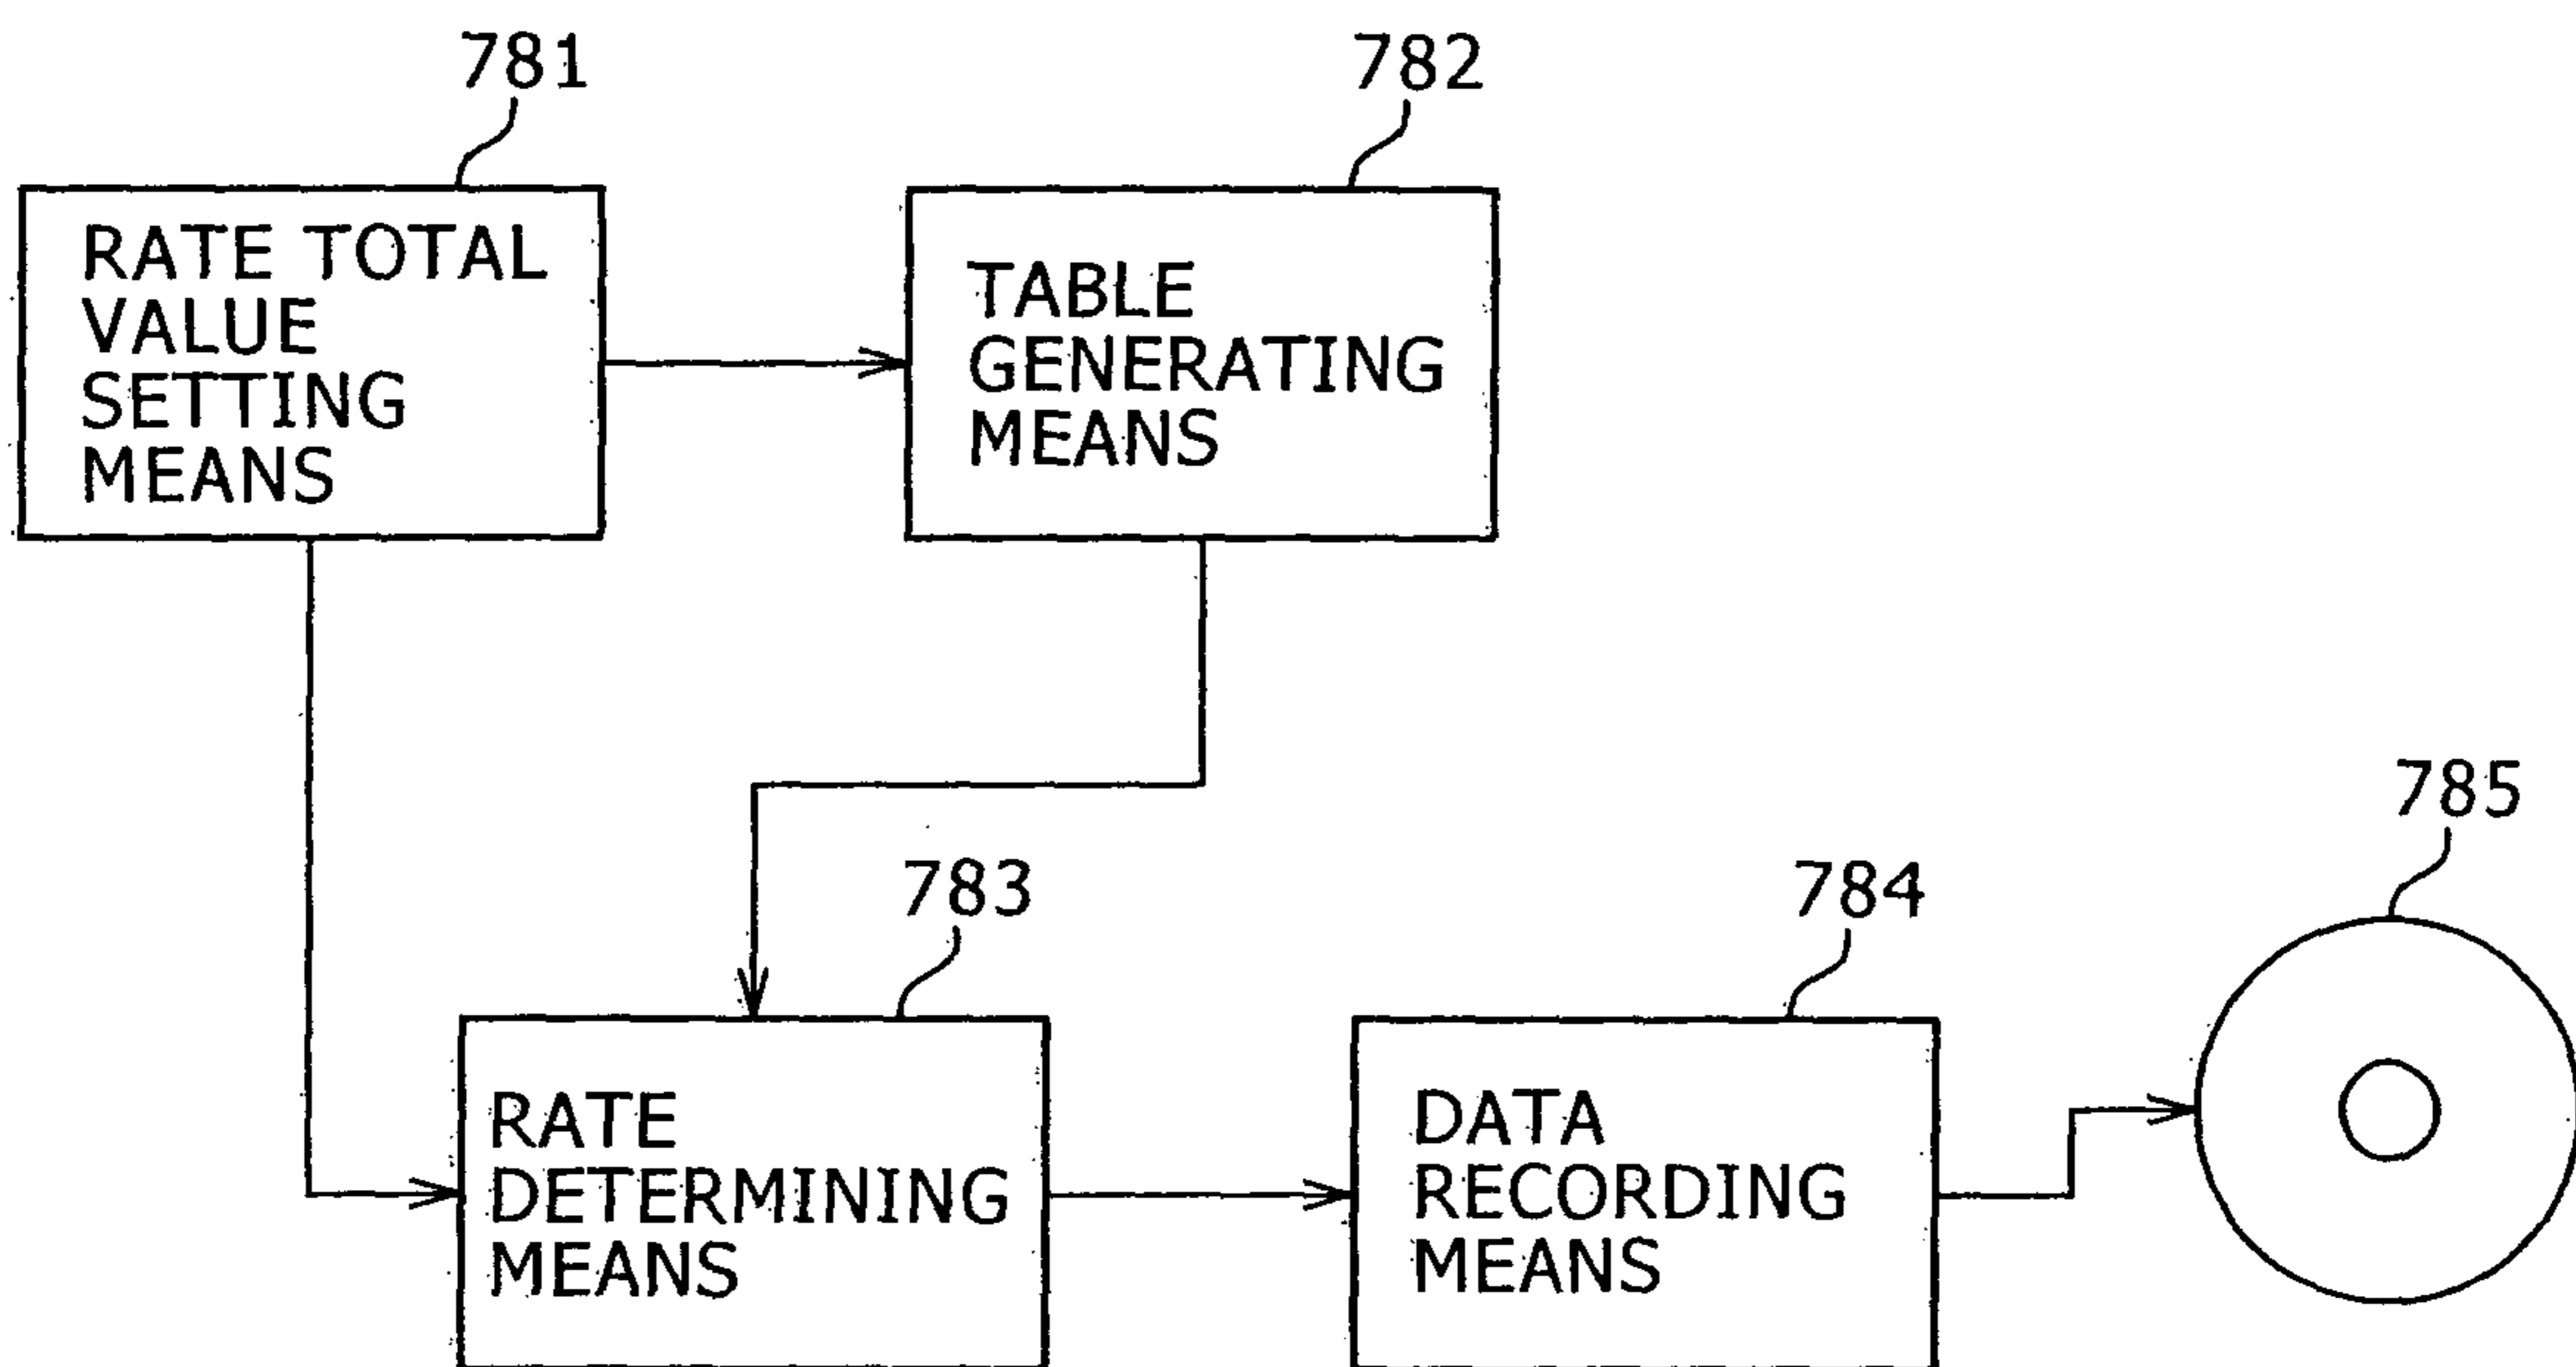 781
782
RATE TOTAL
VALUE
SETTING
MEANS
TABLE
GENERATING
MEANS
785
783
784
RATE
DETERMINING
MEANS
DATA
RECORDING
MEANS